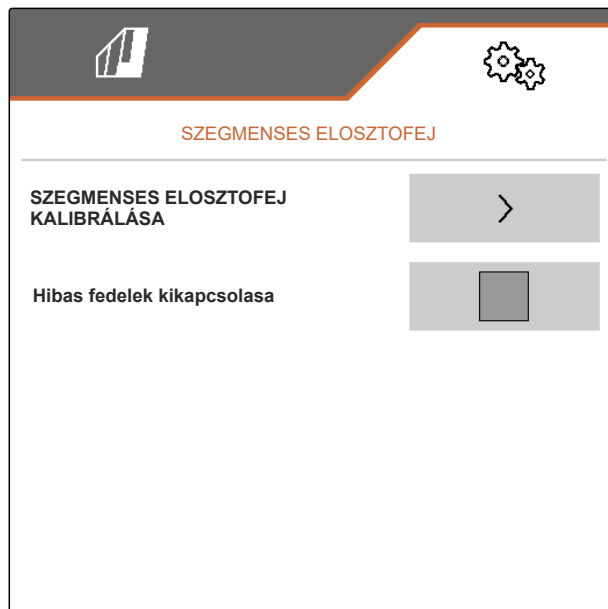 SZEGMENSES ELOSZTOFEJ
SZEGMENSES ELOSZTOFEJ
KALIBRÁLÁSA
Hibas fedelek kikapcsolasa